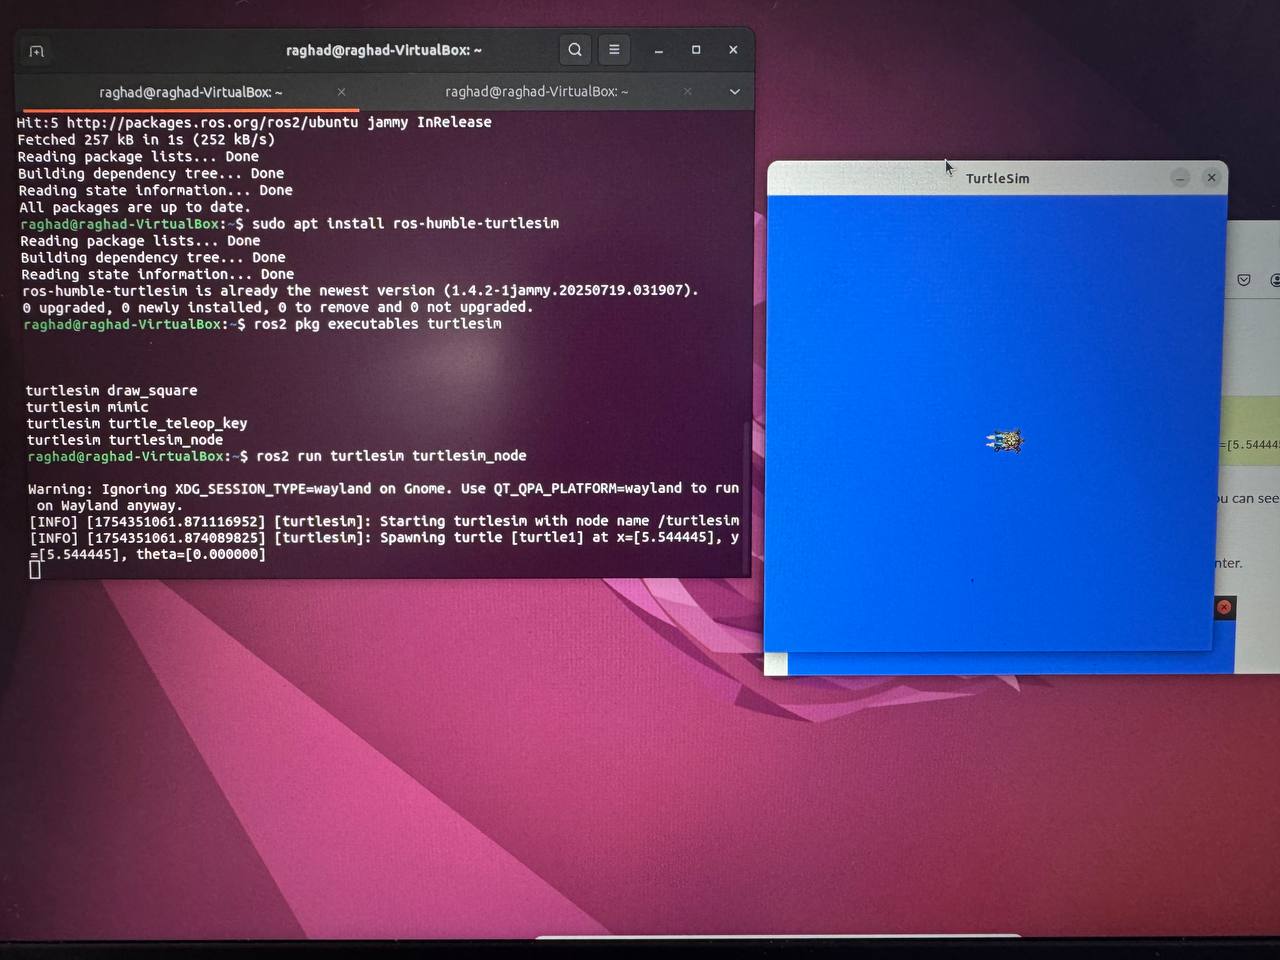 raghad@raghad-VirtualBox: ~
raghad@raghad-VirtualBox: ~
raghad@raghad-VirtualBox: ~
Hit:5 http://packages.ros.org/ros2/ubuntu jammy InRelease
Fetched 257 kB in 1s (252 kB/s)
Reading package lists... Done
Building dependency tree... Done
Reading state information... Done
All packages are up to date.
raghad@raghad-VirtualBox:~$ sudo apt install ros-humble-turtlesim
Reading package lists... Done
Building dependency tree... Done
Reading state information... Done
ros-humble-turtlesim is already the newest version (1.4.2-1jammy.20250719.031907).
0 upgraded, 0 newly installed, 0 to remove and 0 not upgraded.
raghad@raghad-VirtualBox:~$ ros2 pkg executables turtlesim
turtlesim draw_square
turtlesim mimic
turtlesim turtle_teleop_key
turtlesim turtlesim_node
raghad@raghad-VirtualBox:~$ ros2 run turtlesim turtlesim_node
Warning: Ignoring XDG_SESSION_TYPE=wayland on Gnome. Use QT_QPA_PLATFORM=wayland to run
on Wayland anyway.
[INFO] [1754351061.871116952] [turtlesim]: Starting turtlesim with node name /turtlesim
[INFO] [1754351061.874089825] [turtlesim]: Spawning turtle [turtle1] at x=[5.544445], y
=[5.544445], theta=[0.000000]
TurtleSim
=[5.54444
can see